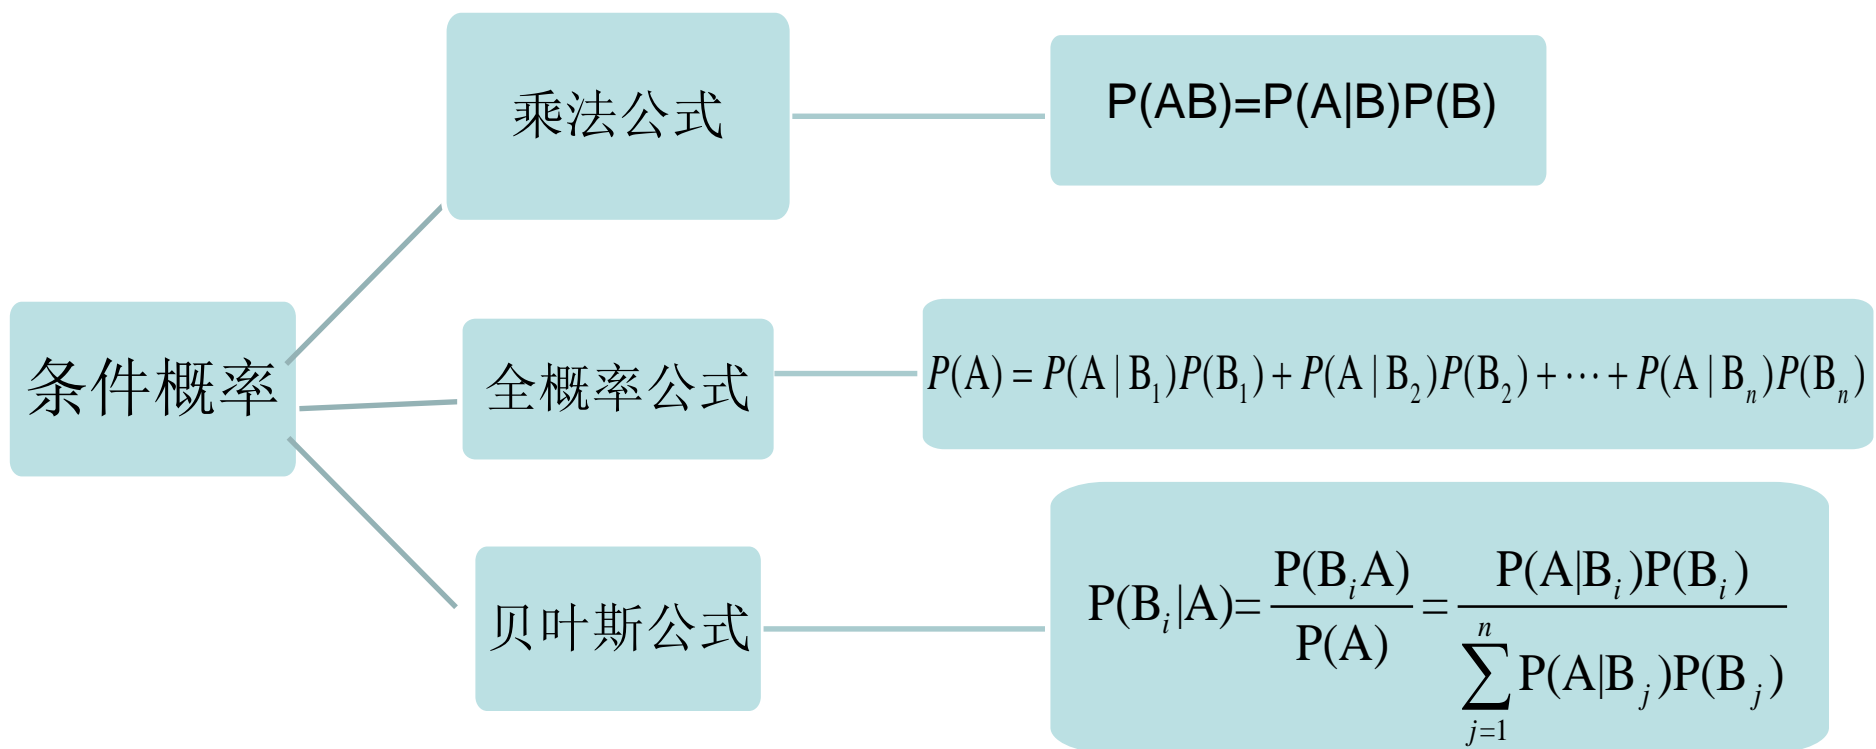 乘法公式
P(AB)=P(A|B)P(B)
条件概率
全概率公式
P(A) = P(A | B₁)P(B₁) + P(A | B₂)P(B₂) + ⋯ + P(A | Bₙ)P(Bₙ)
贝叶斯公式
P(Bᵢ|A)= P(BᵢA) / P(A) = P(A|Bᵢ)P(Bᵢ) / ∑ⱼ₌₁ⁿ P(A|Bⱼ)P(Bⱼ)